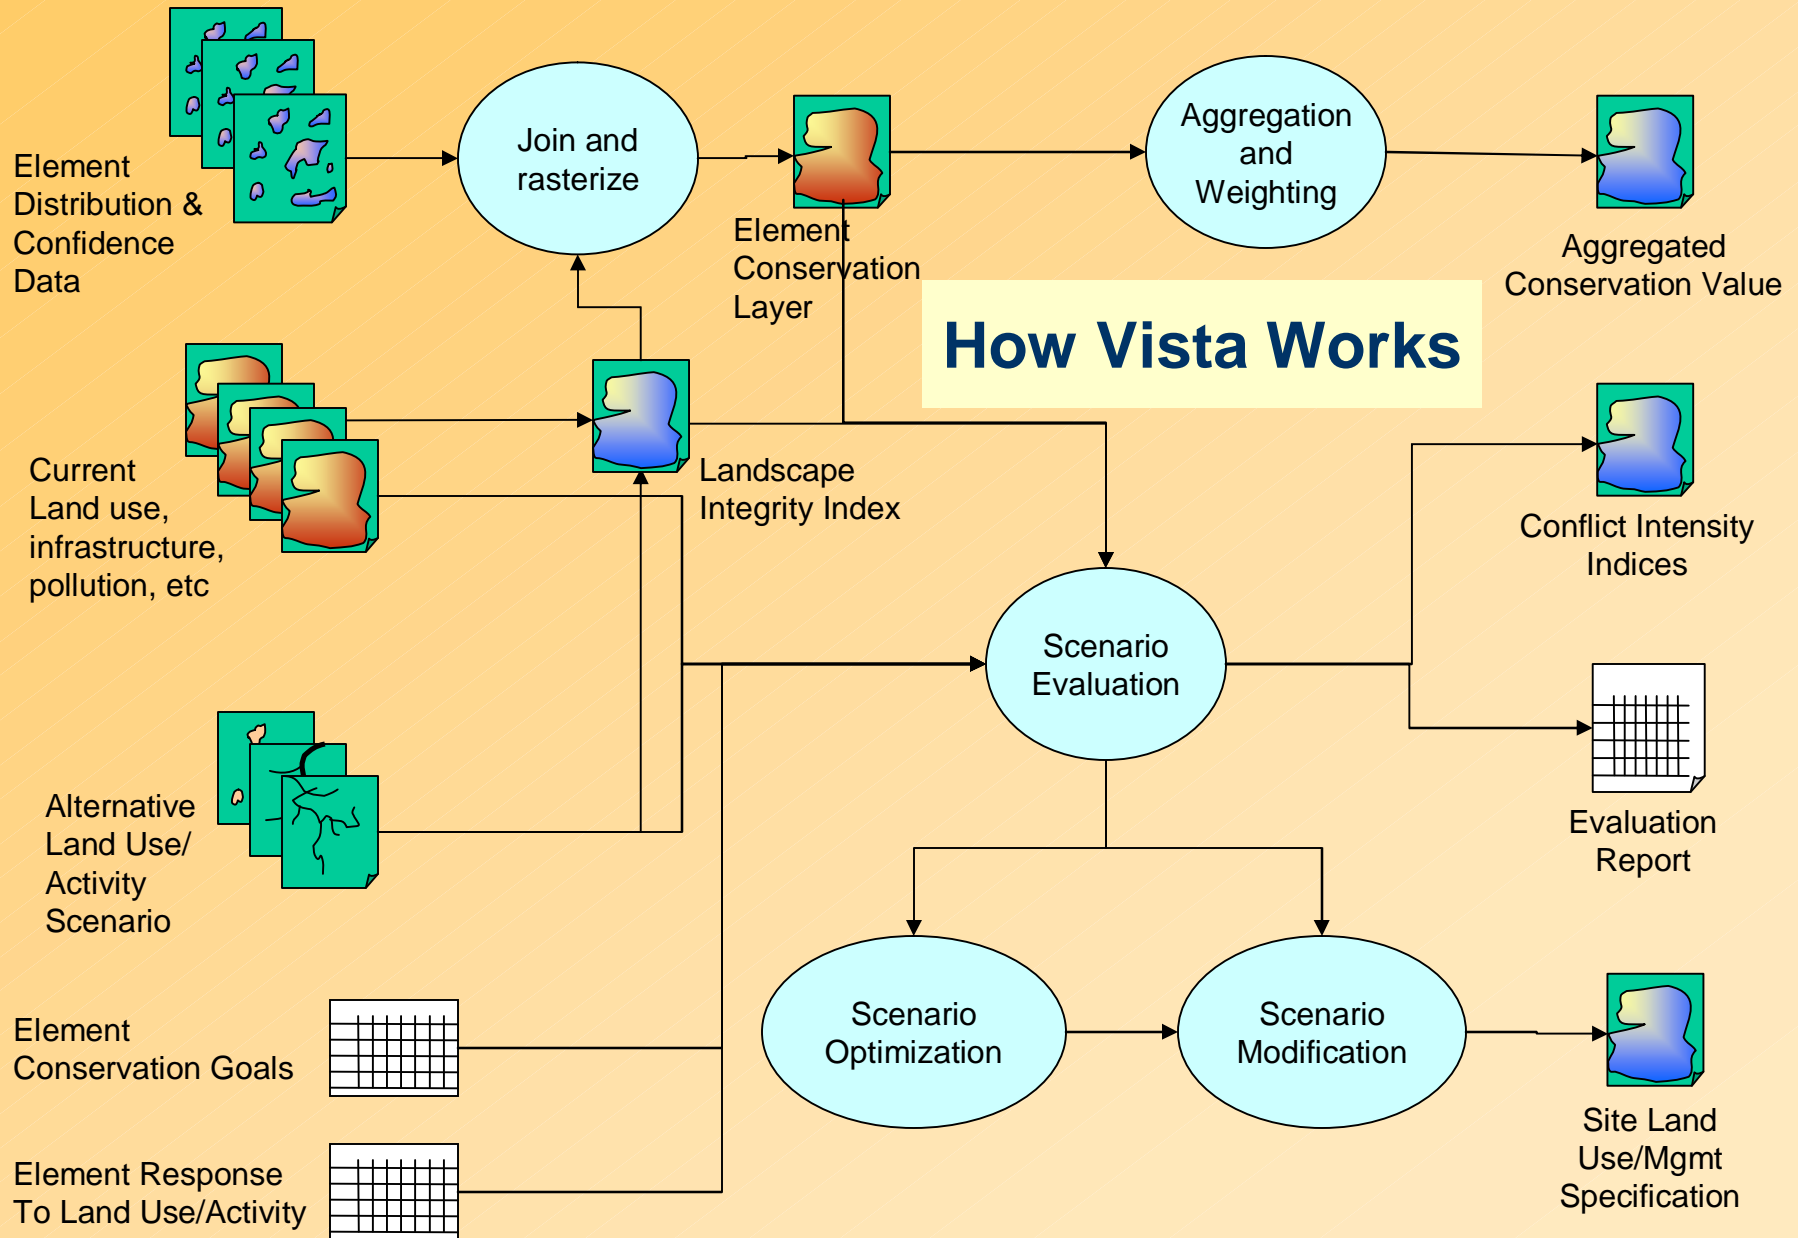 Element
Distribution &
Confidence
Data
Join and
rasterize
Element
Conservation
Layer
Aggregation
and
Weighting
Aggregated
Conservation Value
How Vista Works
Current
Land use,
infrastructure,
pollution, etc
Landscape
Integrity Index
Conflict Intensity
Indices
Scenario
Evaluation
Evaluation
Report
Alternative
Land Use/
Activity
Scenario
Element
Conservation Goals
Scenario
Optimization
Scenario
Modification
Site Land
Use/Mgmt
Specification
Element Response
To Land Use/Activity